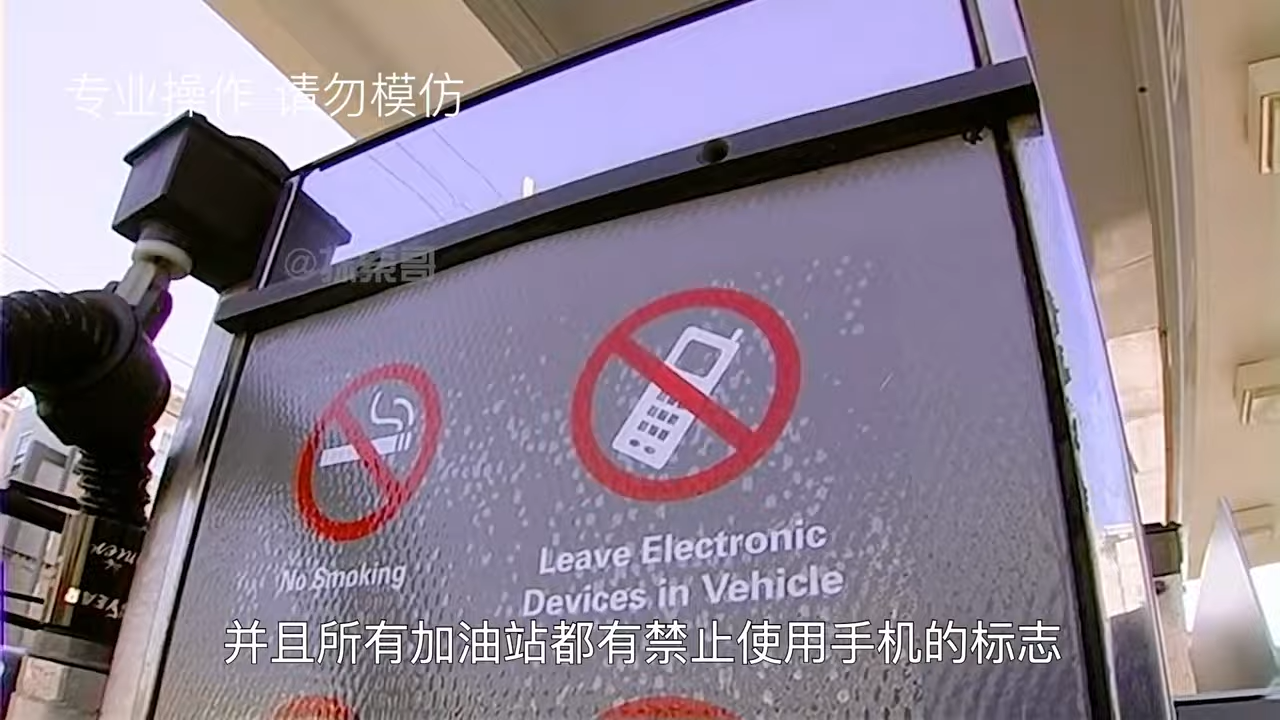 专业操作 请勿模仿
No Smoking
Leave Electronic
Devices in Vehicle
并且所有加油站都有禁止使用手机的标志